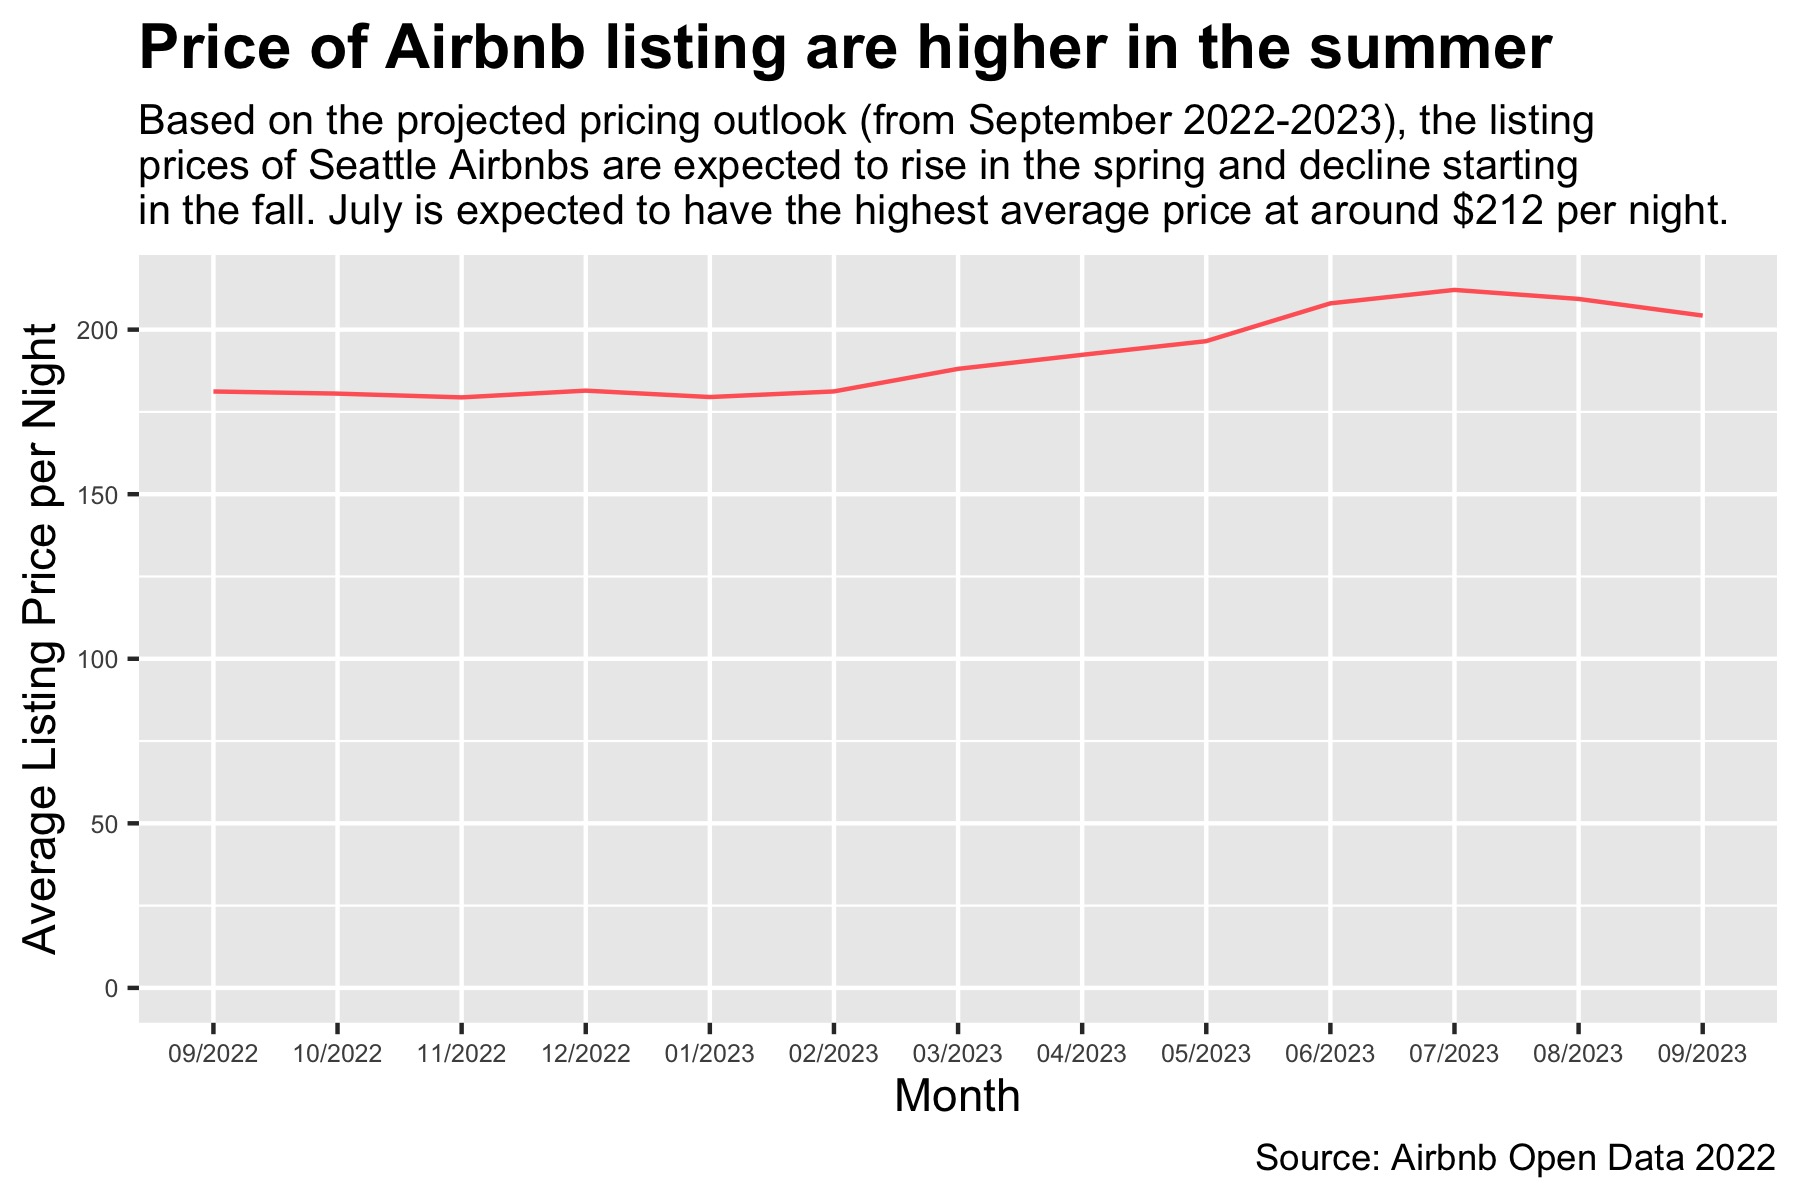 Price of Airbnb listing are higher in the summer
Based on the projected pricing outlook (from September 2022-2023), the listing
prices of Seattle Airbnbs are expected to rise in the spring and decline starting
in the fall. July is expected to have the highest average price at around $212 per night.
Average Listing Price per Night
200
150
100
50
0
09/2022 10/2022 11/2022 12/2022 01/2023 02/2023 03/2023 04/2023 05/2023 06/2023 07/2023 08/2023 09/2023
Month
Source: Airbnb Open Data 2022